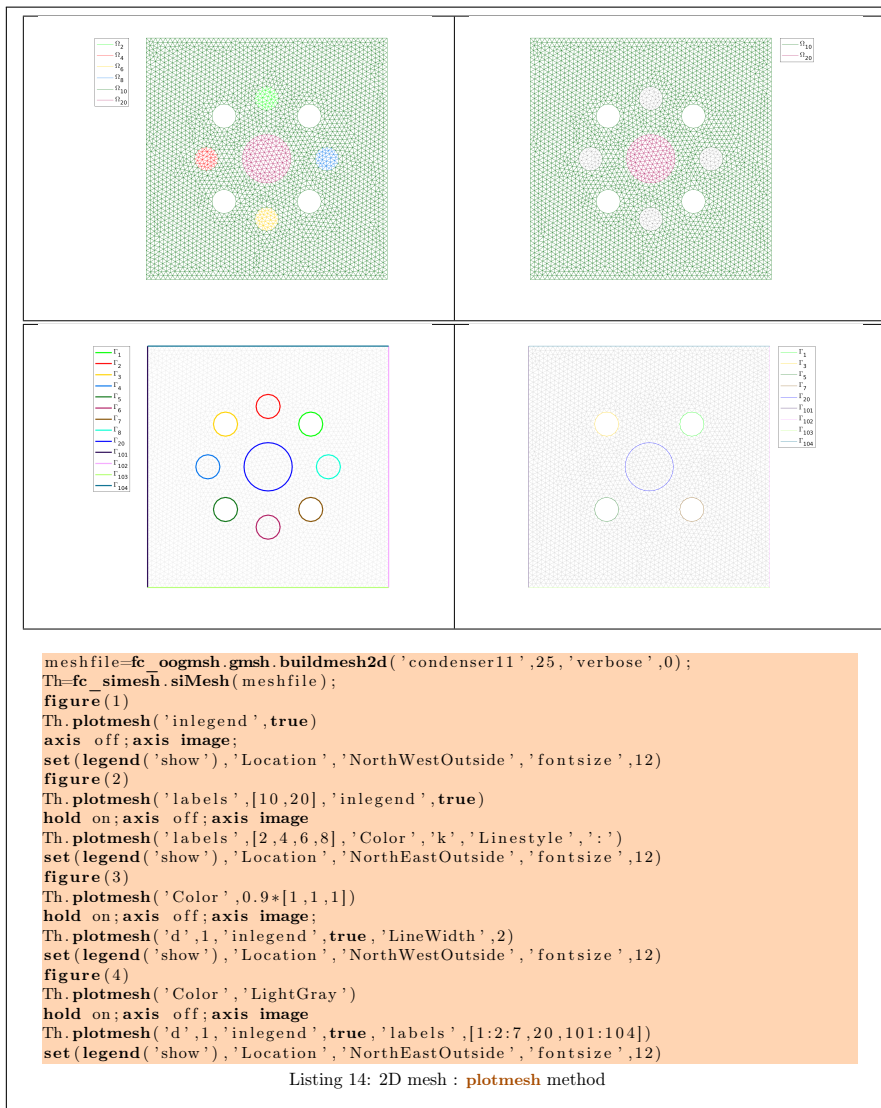 Ω2
Ω4
Ω6
Ω8
Ω10
Ω20
Ω10
Ω20
Γ1
Γ2
Γ3
Γ4
Γ5
Γ6
Γ7
Γ8
Γ20
Γ101
Γ102
Γ103
Γ104
Γ1
Γ3
Γ5
Γ7
Γ20
Γ101
Γ102
Γ103
Γ104
meshfile=fc_oogmsh.gmsh.buildmesh2d('condenser11',25,'verbose',0);
Th=fc_simesh.siMesh(meshfile);
figure(1)
Th.plotmesh('inlegend',true)
axis off;axis image;
set(legend('show'),'Location','NorthWestOutside','fontsize',12)
figure(2)
Th.plotmesh('labels',[10,20],'inlegend',true)
hold on;axis off;axis image
Th.plotmesh('labels',[2,4,6,8],'Color','k','Linestyle',':')
set(legend('show'),'Location','NorthEastOutside','fontsize',12)
figure(3)
Th.plotmesh('Color',0.9*[1,1,1])
hold on;axis off;axis image;
Th.plotmesh('d',1,'inlegend',true,'LineWidth',2)
set(legend('show'),'Location','NorthWestOutside','fontsize',12)
figure(4)
Th.plotmesh('Color','LightGray')
hold on;axis off;axis image
Th.plotmesh('d',1,'inlegend',true,'labels',[1:2:7,20,101:104])
set(legend('show'),'Location','NorthEastOutside','fontsize',12)
Listing 14: 2D mesh : plotmesh method